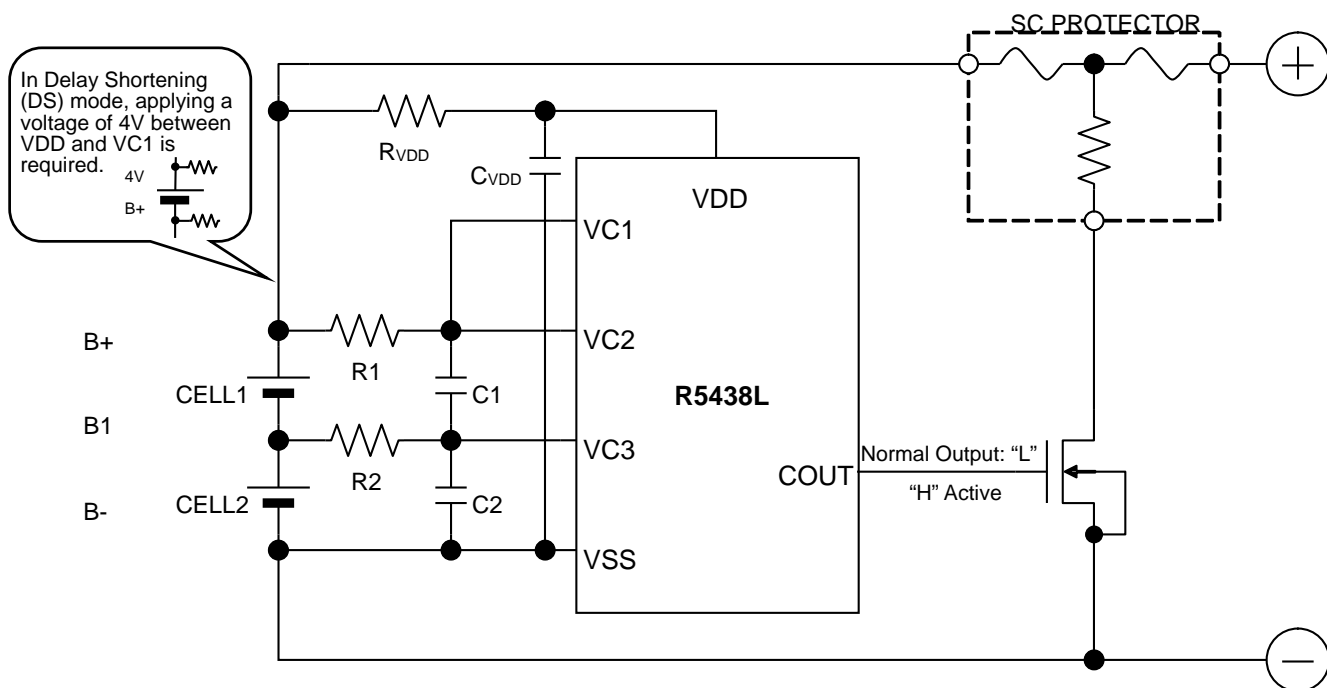 SC PROTECTOR
In Delay Shortening
(DS) mode, applying a
voltage of 4V between
VDD and VC1 is
required.
4V
B+
RVDD
CVDD
VDD
VC1
B+
R1
VC2
CELL1
C1
R5438L
B1
R2
VC3
Normal Output: “L”
COUT
“H” Active
B-
CELL2
C2
VSS